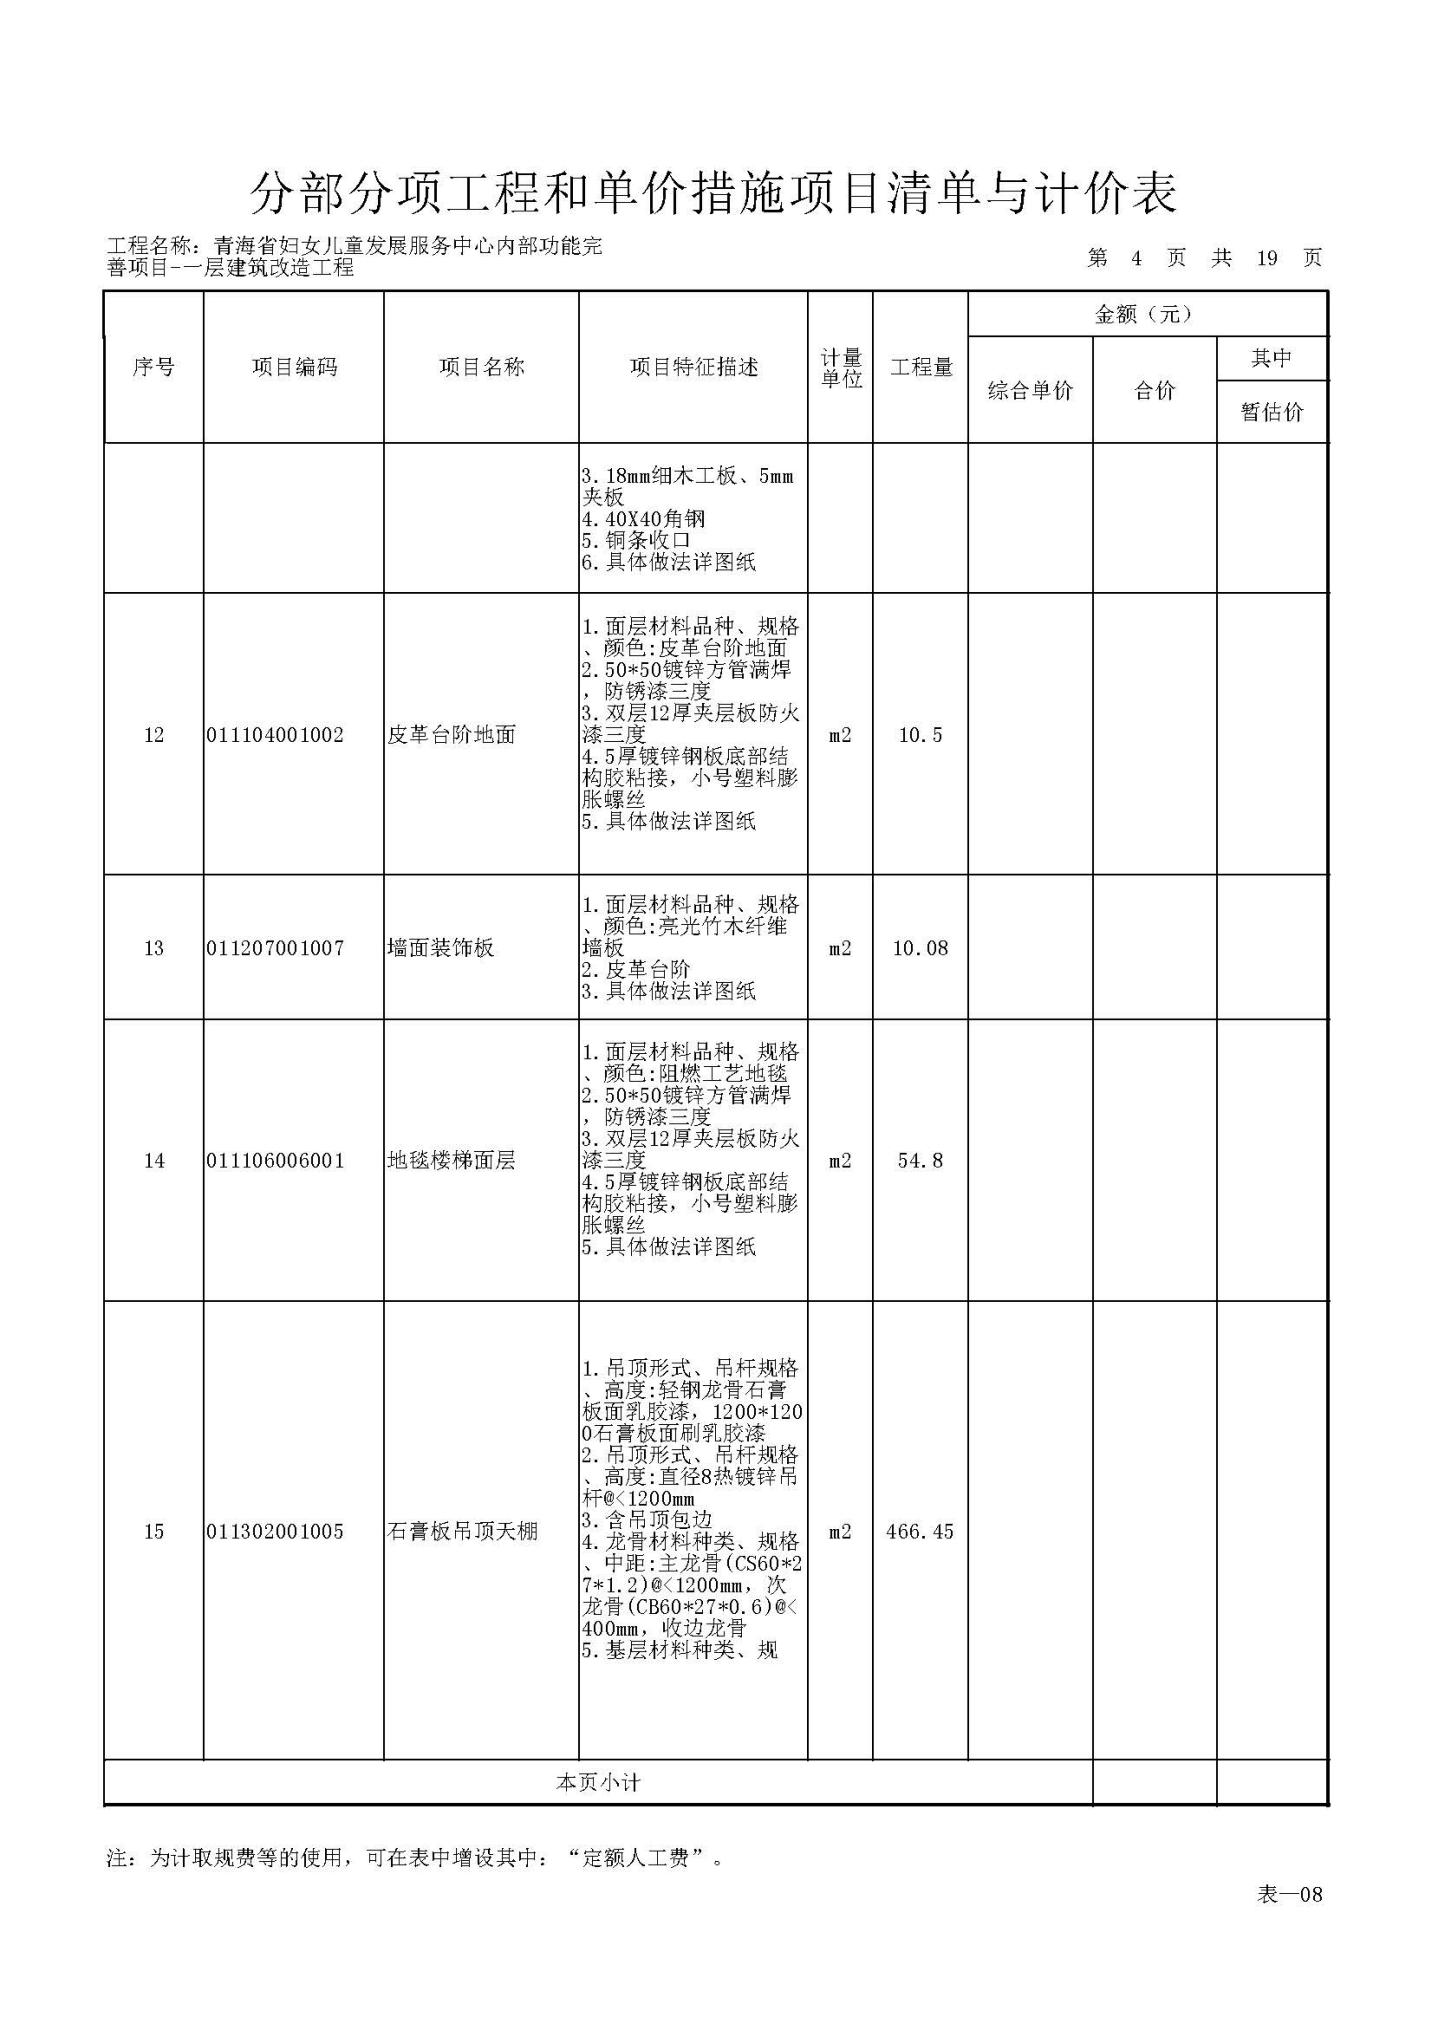 分部分项工程和单价措施项目清单与计价表
工程名称：青海省妇女儿童发展服务中心内部功能完
善项目-一层建筑改造工程
第 4 页 共 19 页
序号 项目编码 项目名称 项目特征描述 计量单位 工程量 金额（元）
综合单价 合价 其中
暂估价
3.18mm细木工板、5mm
夹板
4.40X40角钢
5.铜条收口
6.具体做法详图纸
12 011104001002 皮革台阶地面
1.面层材料品种、规格
、颜色:皮革台阶地面
2.50*50镀锌方管满焊
，防锈漆三度
3.双层12厚夹层板防火
漆三度
4.5厚镀锌钢板底部结
构胶粘接，小号塑料膨
胀螺丝
5.具体做法详图纸
m2 10.5
13 011207001007 墙面装饰板
1.面层材料品种、规格
、颜色:亮光竹木纤维
墙板
2.皮革台阶
3.具体做法详图纸
m2 10.08
14 011106006001 地毯楼梯面层
1.面层材料品种、规格
、颜色:阻燃工艺地毯
2.50*50镀锌方管满焊
，防锈漆三度
3.双层12厚夹层板防火
漆三度
4.5厚镀锌钢板底部结
构胶粘接，小号塑料膨
胀螺丝
5.具体做法详图纸
m2 54.8
15 011302001005 石膏板吊顶天棚
1.吊顶形式、吊杆规格
、高度:轻钢龙骨石膏
板面乳胶漆，1200*120
0石膏板面刷乳胶漆
2.吊顶形式、吊杆规格
、高度:直径8热镀锌吊
杆@<1200mm
3.含吊顶包边
4.龙骨材料种类、规格
、中距:主龙骨(CS60*2
7*1.2)@<1200mm，次
龙骨(CB60*27*0.6)@<
400mm，收边龙骨
5.基层材料种类、规
m2 466.45
本页小计
注：为计取规费等的使用，可在表中增设其中：“定额人工费”。
表—08